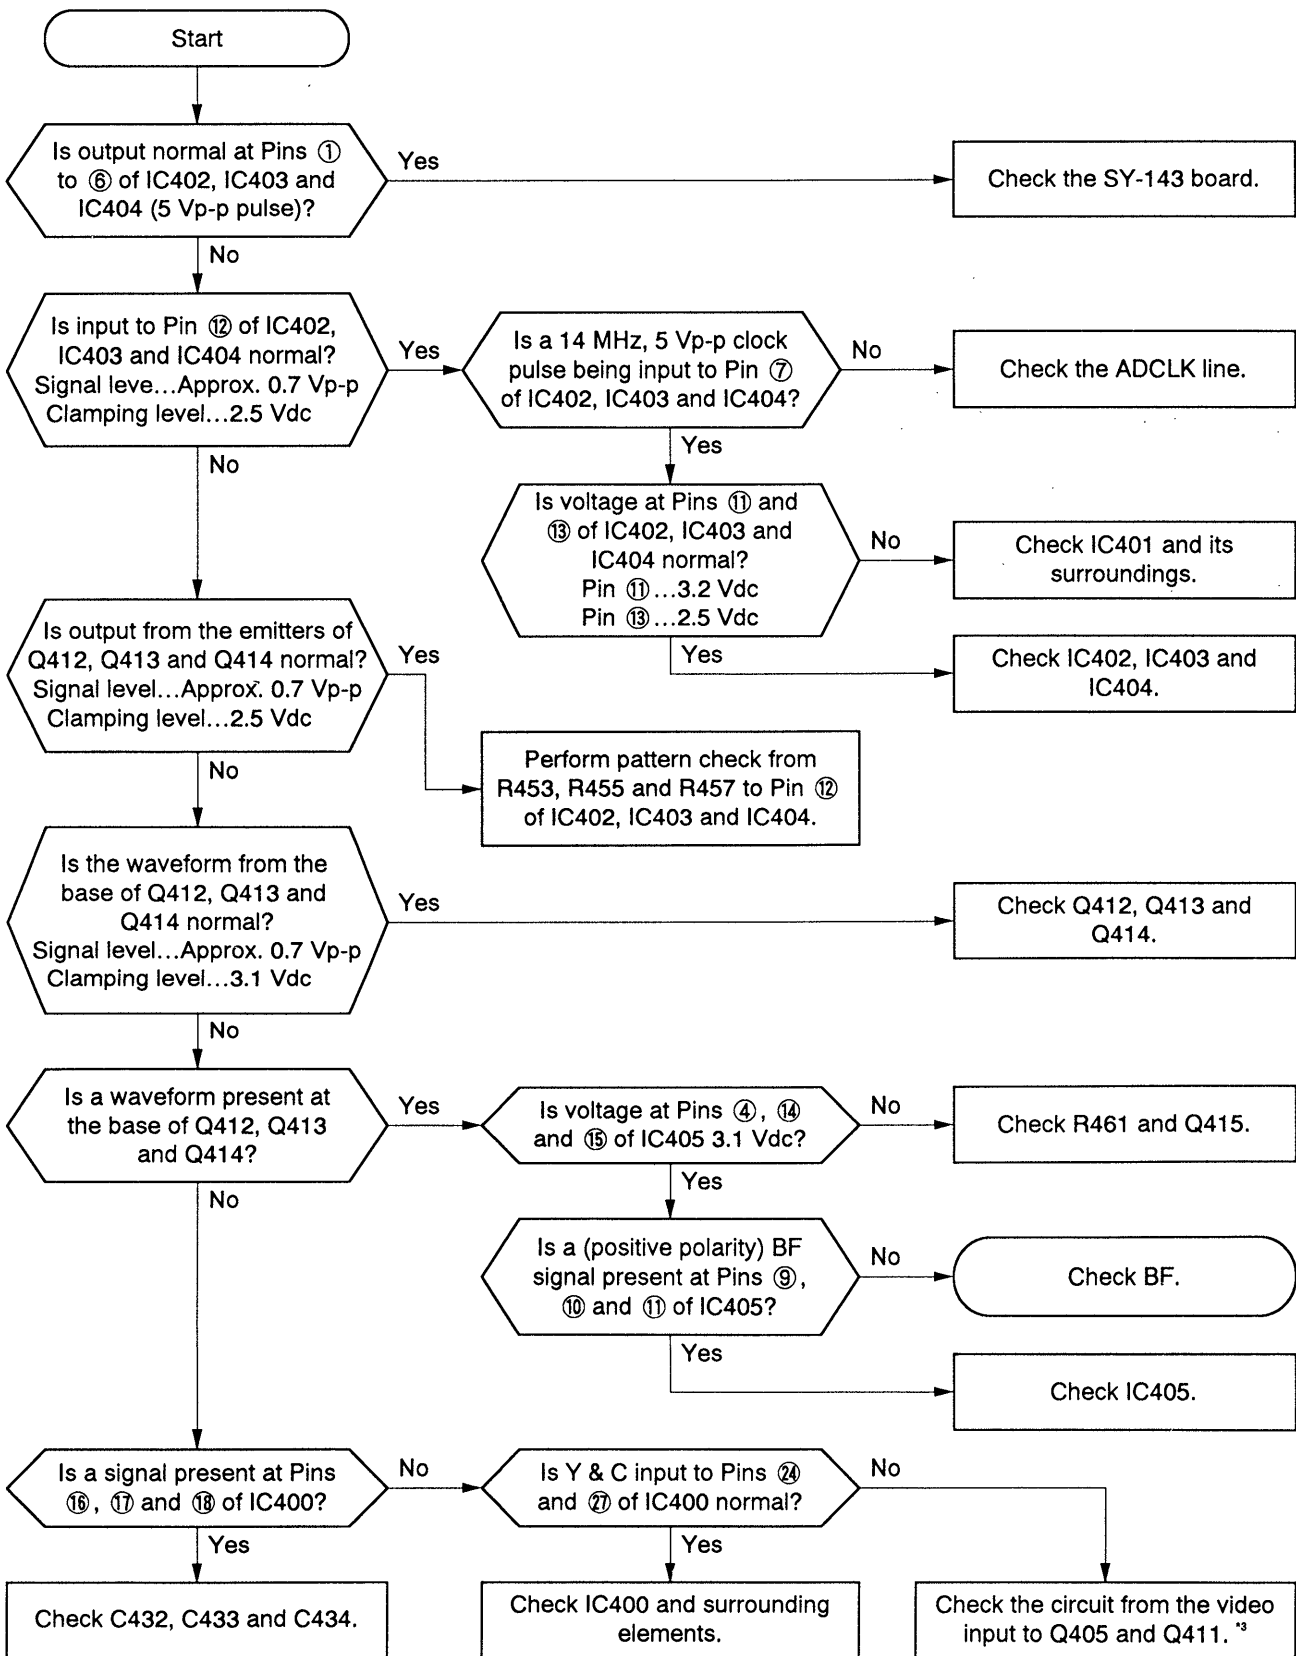 Start
Is output normal at Pins ①
to ⑥ of IC402, IC403 and
IC404 (5 Vp-p pulse)?
Yes
Check the SY-143 board.
No
Is input to Pin ⑫ of IC402,
IC403 and IC404 normal?
Signal leve...Approx. 0.7 Vp-p
Clamping level...2.5 Vdc
Yes
Is a 14 MHz, 5 Vp-p clock
pulse being input to Pin ⑦
of IC402, IC403 and IC404?
No
Check the ADCLK line.
Yes
No
Is voltage at Pins ⑪ and
⑬ of IC402, IC403 and
IC404 normal?
Pin ⑪...3.2 Vdc
Pin ⑬...2.5 Vdc
No
Check IC401 and its
surroundings.
Yes
Check IC402, IC403 and
IC404.
Is output from the emitters of
Q412, Q413 and Q414 normal?
Signal level...Approx. 0.7 Vp-p
Clamping level...2.5 Vdc
Yes
Perform pattern check from
R453, R455 and R457 to Pin ⑫
of IC402, IC403 and IC404.
No
Is the waveform from the
base of Q412, Q413 and
Q414 normal?
Signal level...Approx. 0.7 Vp-p
Clamping level...3.1 Vdc
Yes
Check Q412, Q413 and
Q414.
No
Is a waveform present at
the base of Q412, Q413
and Q414?
Yes
Is voltage at Pins ④, ⑭
and ⑮ of IC405 3.1 Vdc?
No
Check R461 and Q415.
Yes
No
Is a (positive polarity) BF
signal present at Pins ⑨,
⑩ and ⑪ of IC405?
No
Check BF.
Yes
Check IC405.
Is a signal present at Pins
⑯, ⑰ and ⑱ of IC400?
No
Is Y & C input to Pins ㉔
and ㉗ of IC400 normal?
No
Yes
Yes
Check C432, C433 and C434.
Check IC400 and surrounding
elements.
Check the circuit from the video
input to Q405 and Q411. *3